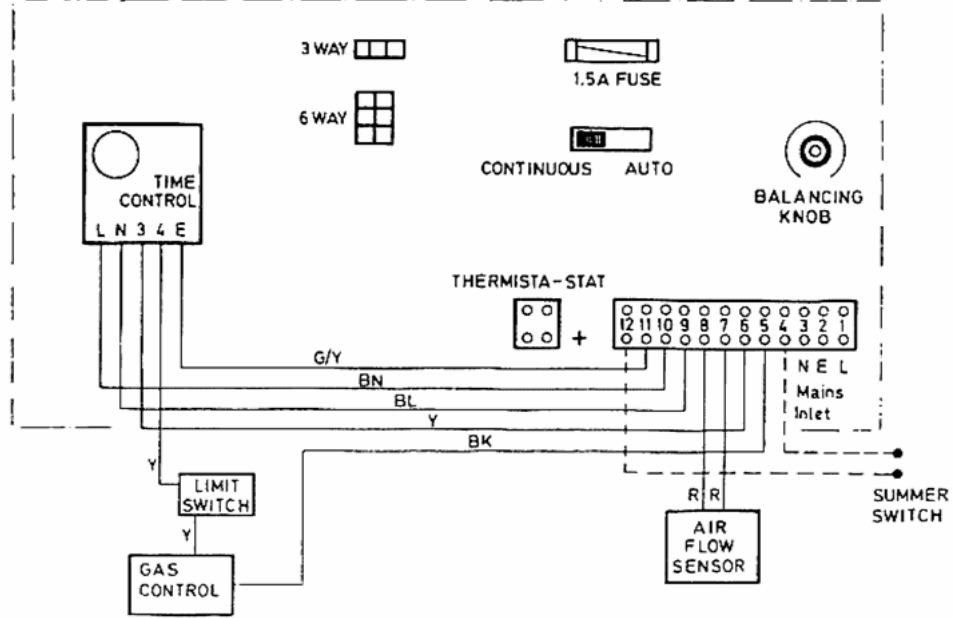 3 WAY
1.5A FUSE
6 WAY
CONTINUOUS AUTO
BALANCING
KNOB
TIME
CONTROL
L N 3 4 E
THERMISTA-STAT
+
12 11 10 9 8 7 6 5 4 3 2 1
N E L
Mains
Inlet
G/Y
BN
BL
Y
BK
Y
LIMIT
SWITCH
Y
GAS
CONTROL
R R
AIR
FLOW
SENSOR
SUMMER
SWITCH